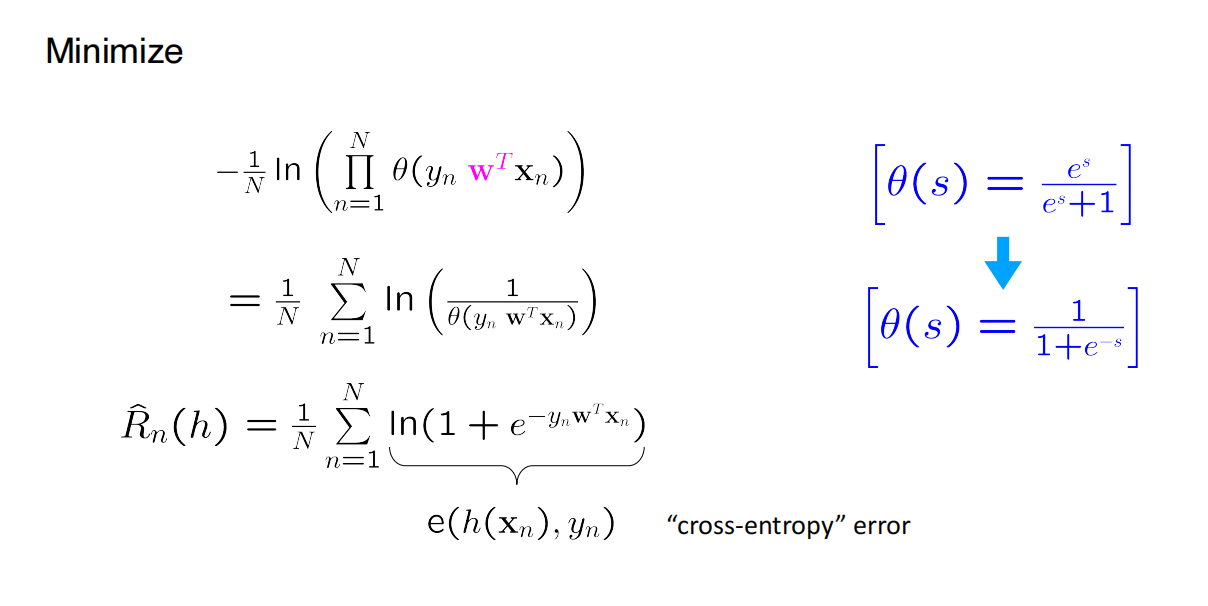 Minimize
$-\frac{1}{N} \ln \left( \prod_{n=1}^{N} \theta(y_n \mathbf{w}^T \mathbf{x}_n) \right)$
$\left[ \theta(s) = \frac{e^s}{e^s+1} \right]$
$= \frac{1}{N} \sum_{n=1}^{N} \ln \left( \frac{1}{\theta(y_n \mathbf{w}^T \mathbf{x}_n)} \right)$
$\left[ \theta(s) = \frac{1}{1+e^{-s}} \right]$
$\hat{R}_n(h) = \frac{1}{N} \sum_{n=1}^{N} \underbrace{\ln(1 + e^{-y_n \mathbf{w}^T \mathbf{x}_n})}$
$\mathsf{e}(h(\mathbf{x}_n), y_n)$ “cross-entropy” error